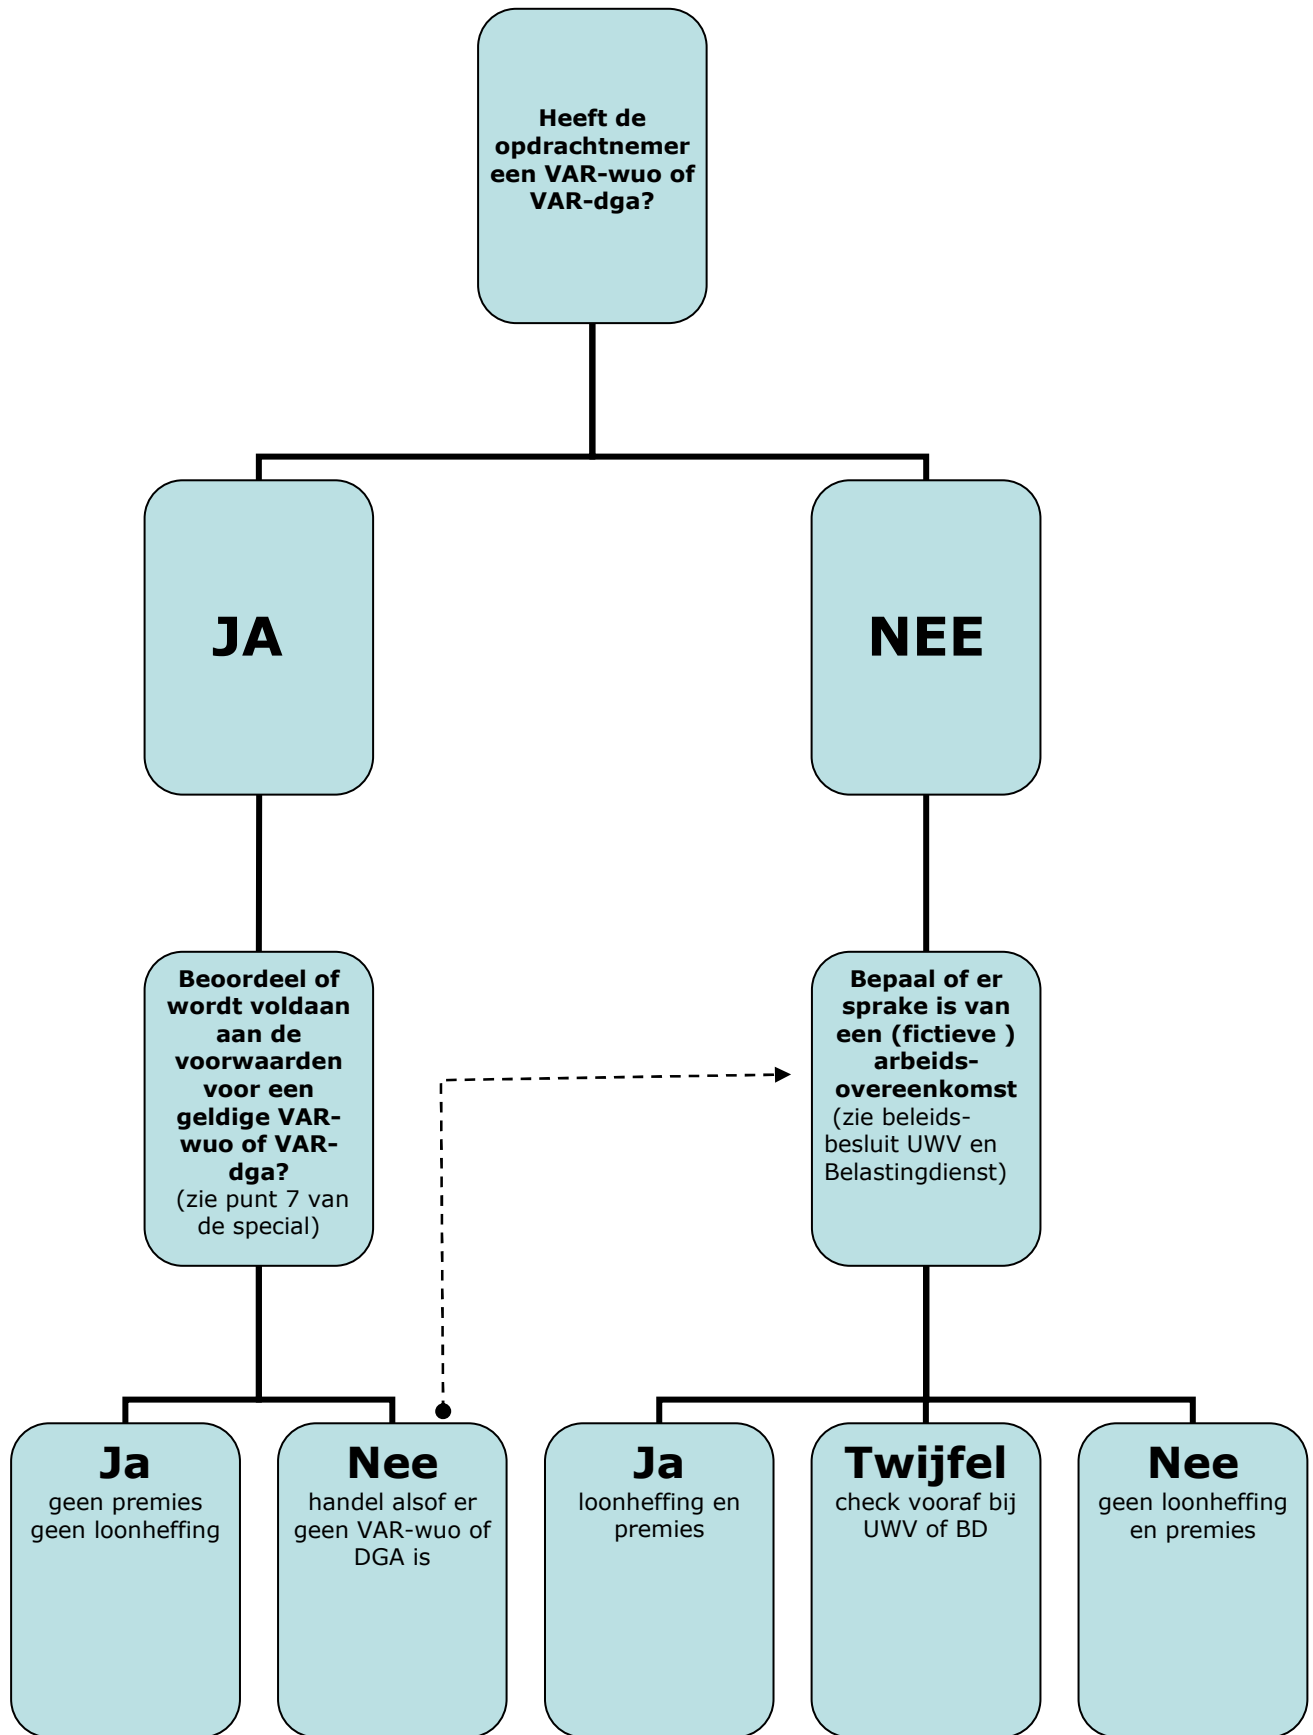 Heeft de
opdrachtnemer
een VAR-wuo of
VAR-dga?
JA
NEE
Beoordeel of
wordt voldaan
aan de
voorwaarden
voor een
geldige VAR-
wuo of VAR-
dga?
(zie punt 7 van
de special)
Bepaal of er
sprake is van
een (fictieve )
arbeids-
overeenkomst
(zie beleids-
besluit UWV en
Belastingdienst)
Ja
geen premies
geen loonheffing
Nee
handel alsof er
geen VAR-wuo of
DGA is
Ja
loonheffing en
premies
Twijfel
check vooraf bij
UWV of BD
Nee
geen loonheffing
en premies